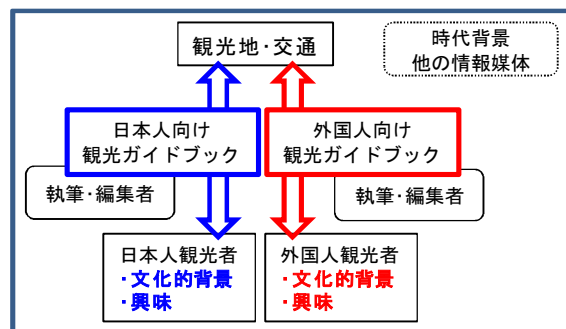 観光地・交通
時代背景
他の情報媒体
日本人向け
観光ガイドブック
外国人向け
観光ガイドブック
執筆・編集者
執筆・編集者
日本人観光者
・文化的背景
・興味
外国人観光者
・文化的背景
・興味